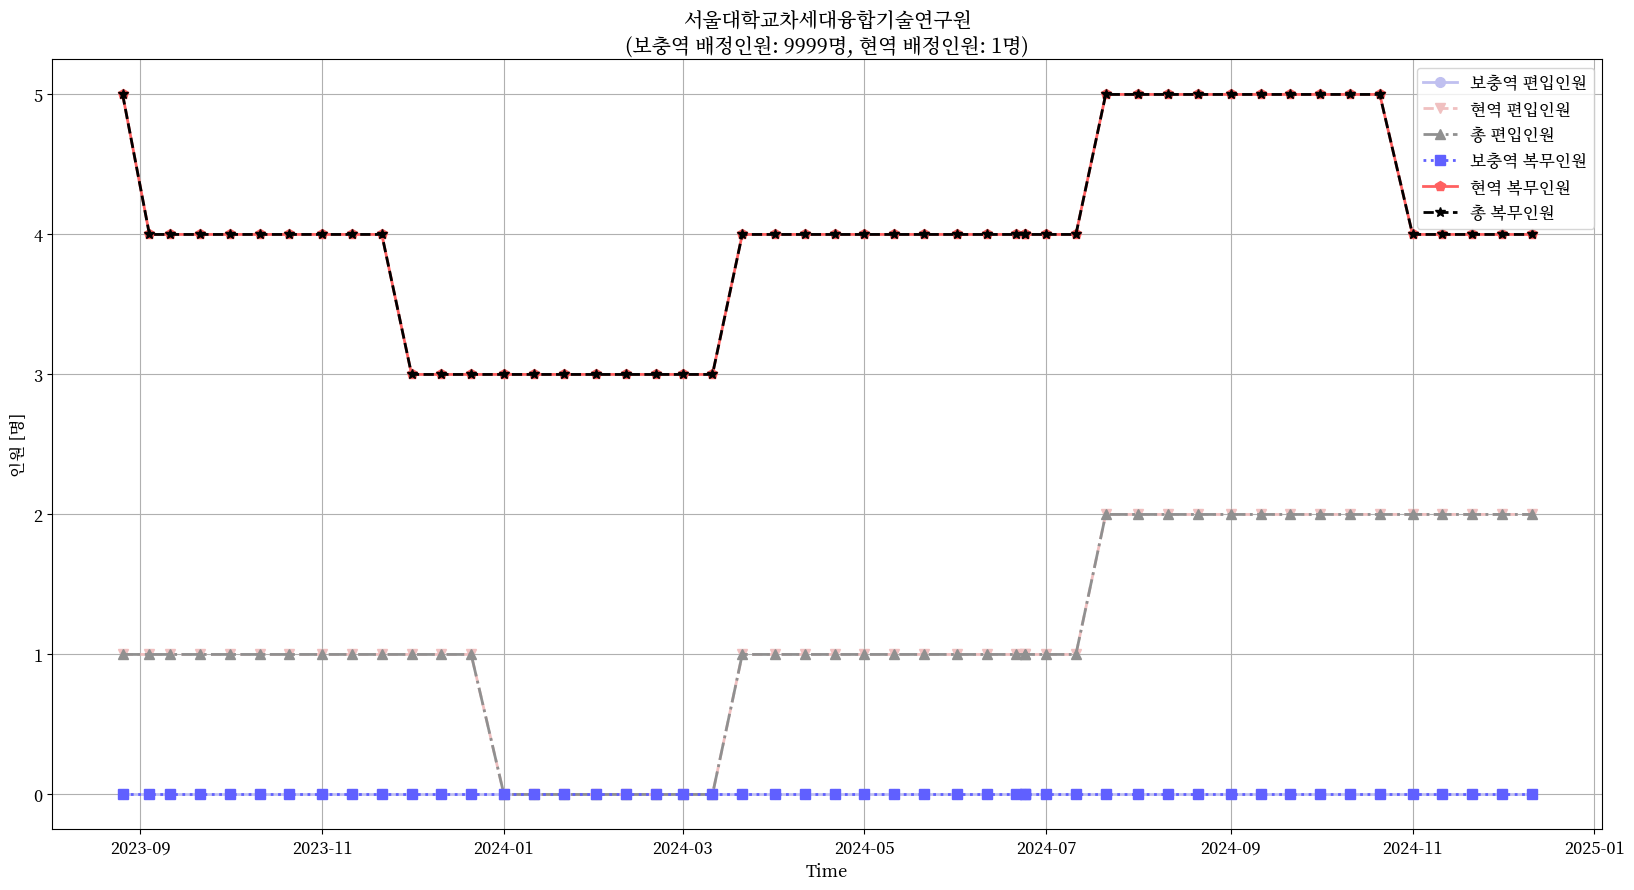 서울대학교차세대융합기술연구원
(보충역 배정인원: 9999명, 현역 배정인원: 1명)
보충역 편입인원
현역 편입인원
총 편입인원
보충역 복무인원
현역 복무인원
총 복무인원
5
4
3
2
1
0
인원 [명]
2023-09
2023-11
2024-01
2024-03
2024-05
2024-07
2024-09
2024-11
2025-01
Time